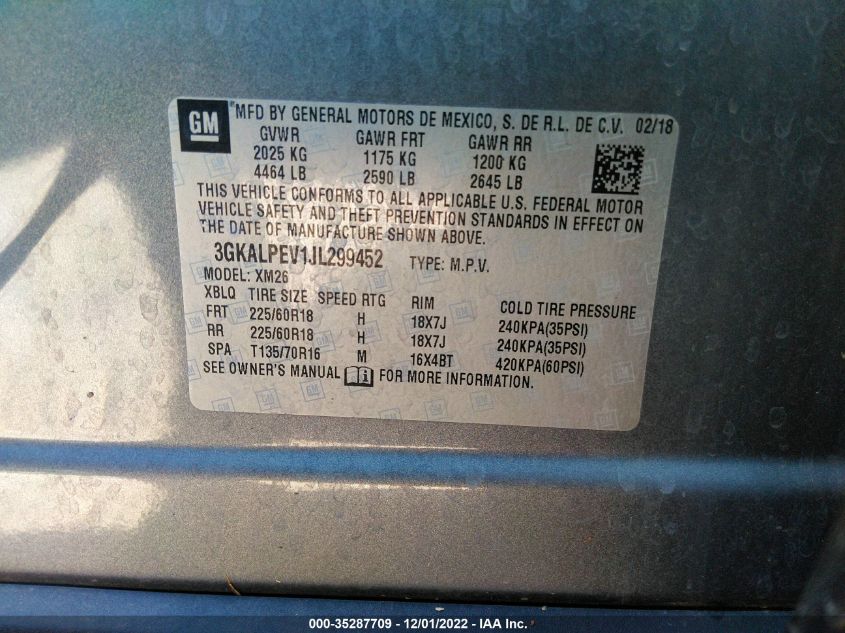 GM
MFD BY GENERAL MOTORS DE MEXICO, S. DE R.L. DE C.V. 02/18
GVWR GAWR FRT GAWR RR
2025 KG 1175 KG 1200 KG
4464 LB 2590 LB 2645 LB
THIS VEHICLE CONFORMS TO ALL APPLICABLE U.S. FEDERAL MOTOR
VEHICLE SAFETY AND THEFT PREVENTION STANDARDS IN EFFECT ON
THE DATE OF MANUFACTURE SHOWN ABOVE.
3GKALPEV1JL299452 TYPE: M.P.V.
MODEL: XM26
XBLQ TIRE SIZE SPEED RTG RIM COLD TIRE PRESSURE
FRT 225/60R18 H 18X7J 240KPA(35PSI)
RR 225/60R18 H 18X7J 240KPA(35PSI)
SPA T135/70R16 M 16X4BT 420KPA(60PSI)
SEE OWNER'S MANUAL FOR MORE INFORMATION.
000-35287709 - 12/01/2022 - IAA Inc.